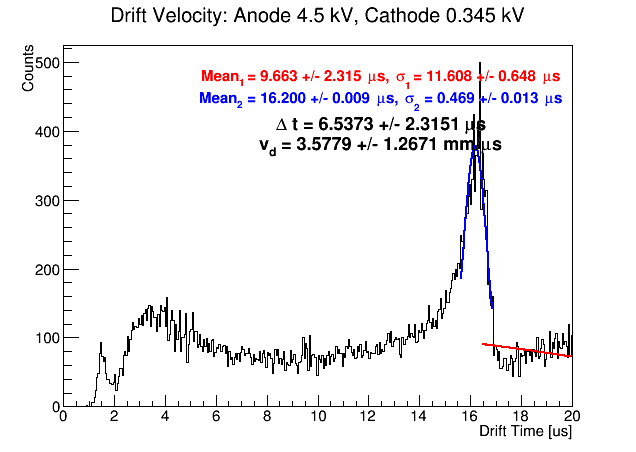 Drift Velocity: Anode 4.5 kV, Cathode 0.345 kV
Counts
Mean1 = 9.663 +/- 2.315 μs, σ1 = 11.608 +/- 0.648 μs
Mean2 = 16.200 +/- 0.009 μs, σ2 = 0.469 +/- 0.013 μs
Δ t = 6.5373 +/- 2.3151 μs
vd = 3.5779 +/- 1.2671 mm/μs
500
400
300
200
100
0
0 2 4 6 8 10 12 14 16 18 20
Drift Time [us]